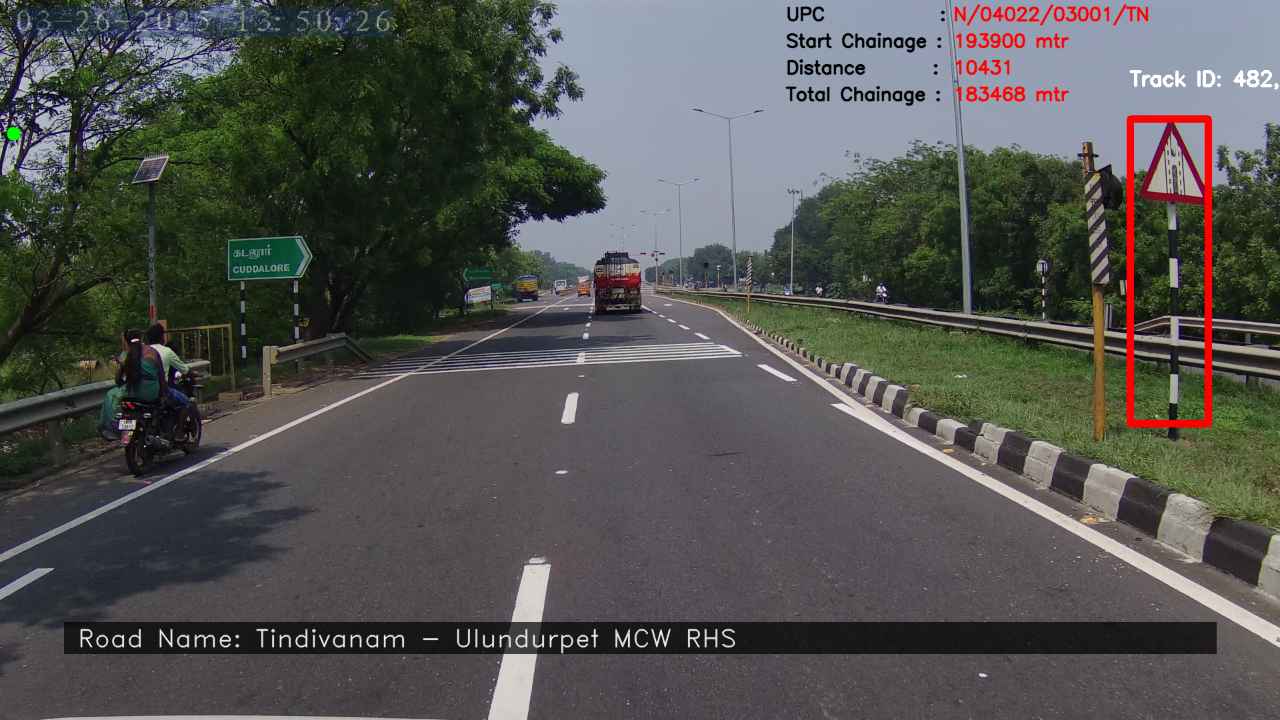 03-26-2025 13:50:26
UPC : N/04022/03001/TN
Start Chainage : 193900 mtr
Distance : 10431
Total Chainage : 183468 mtr
Track ID: 482,
கடலூர்
CUDDALORE
Road Name: Tindivanam - Ulundurpet MCW RHS